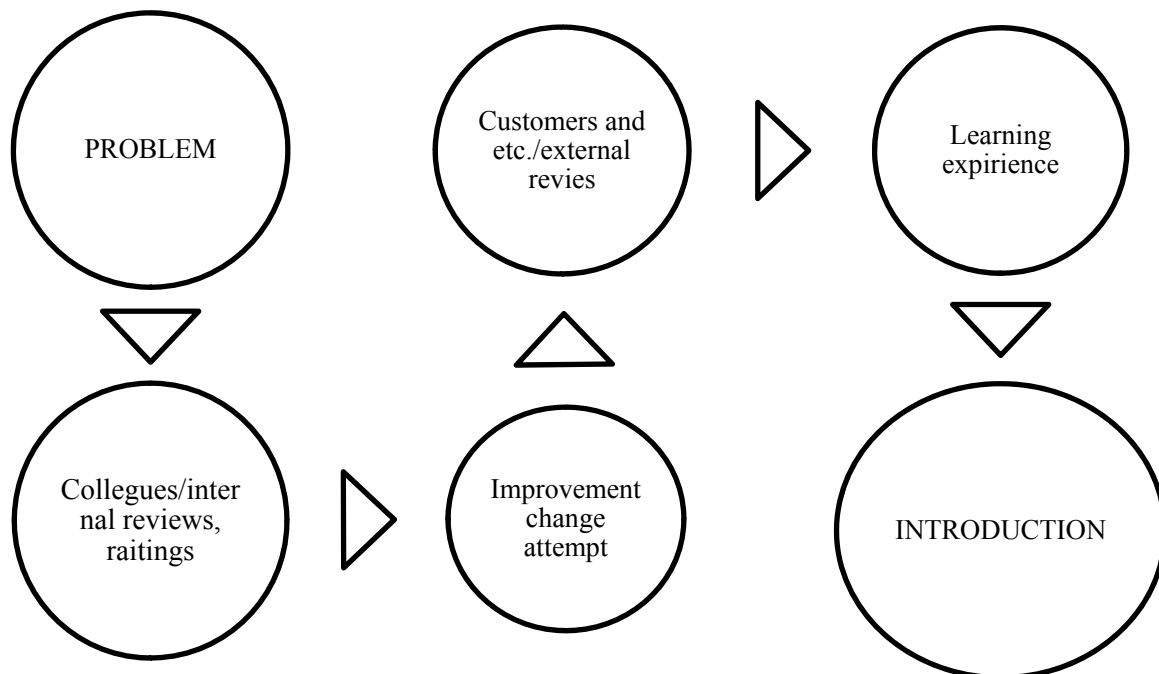 PROBLEM
Collegues/inter
nal reviews,
raitings
Improvement
change
attempt
Customers and
etc./external
revies
Learning
expirience
INTRODUCTION